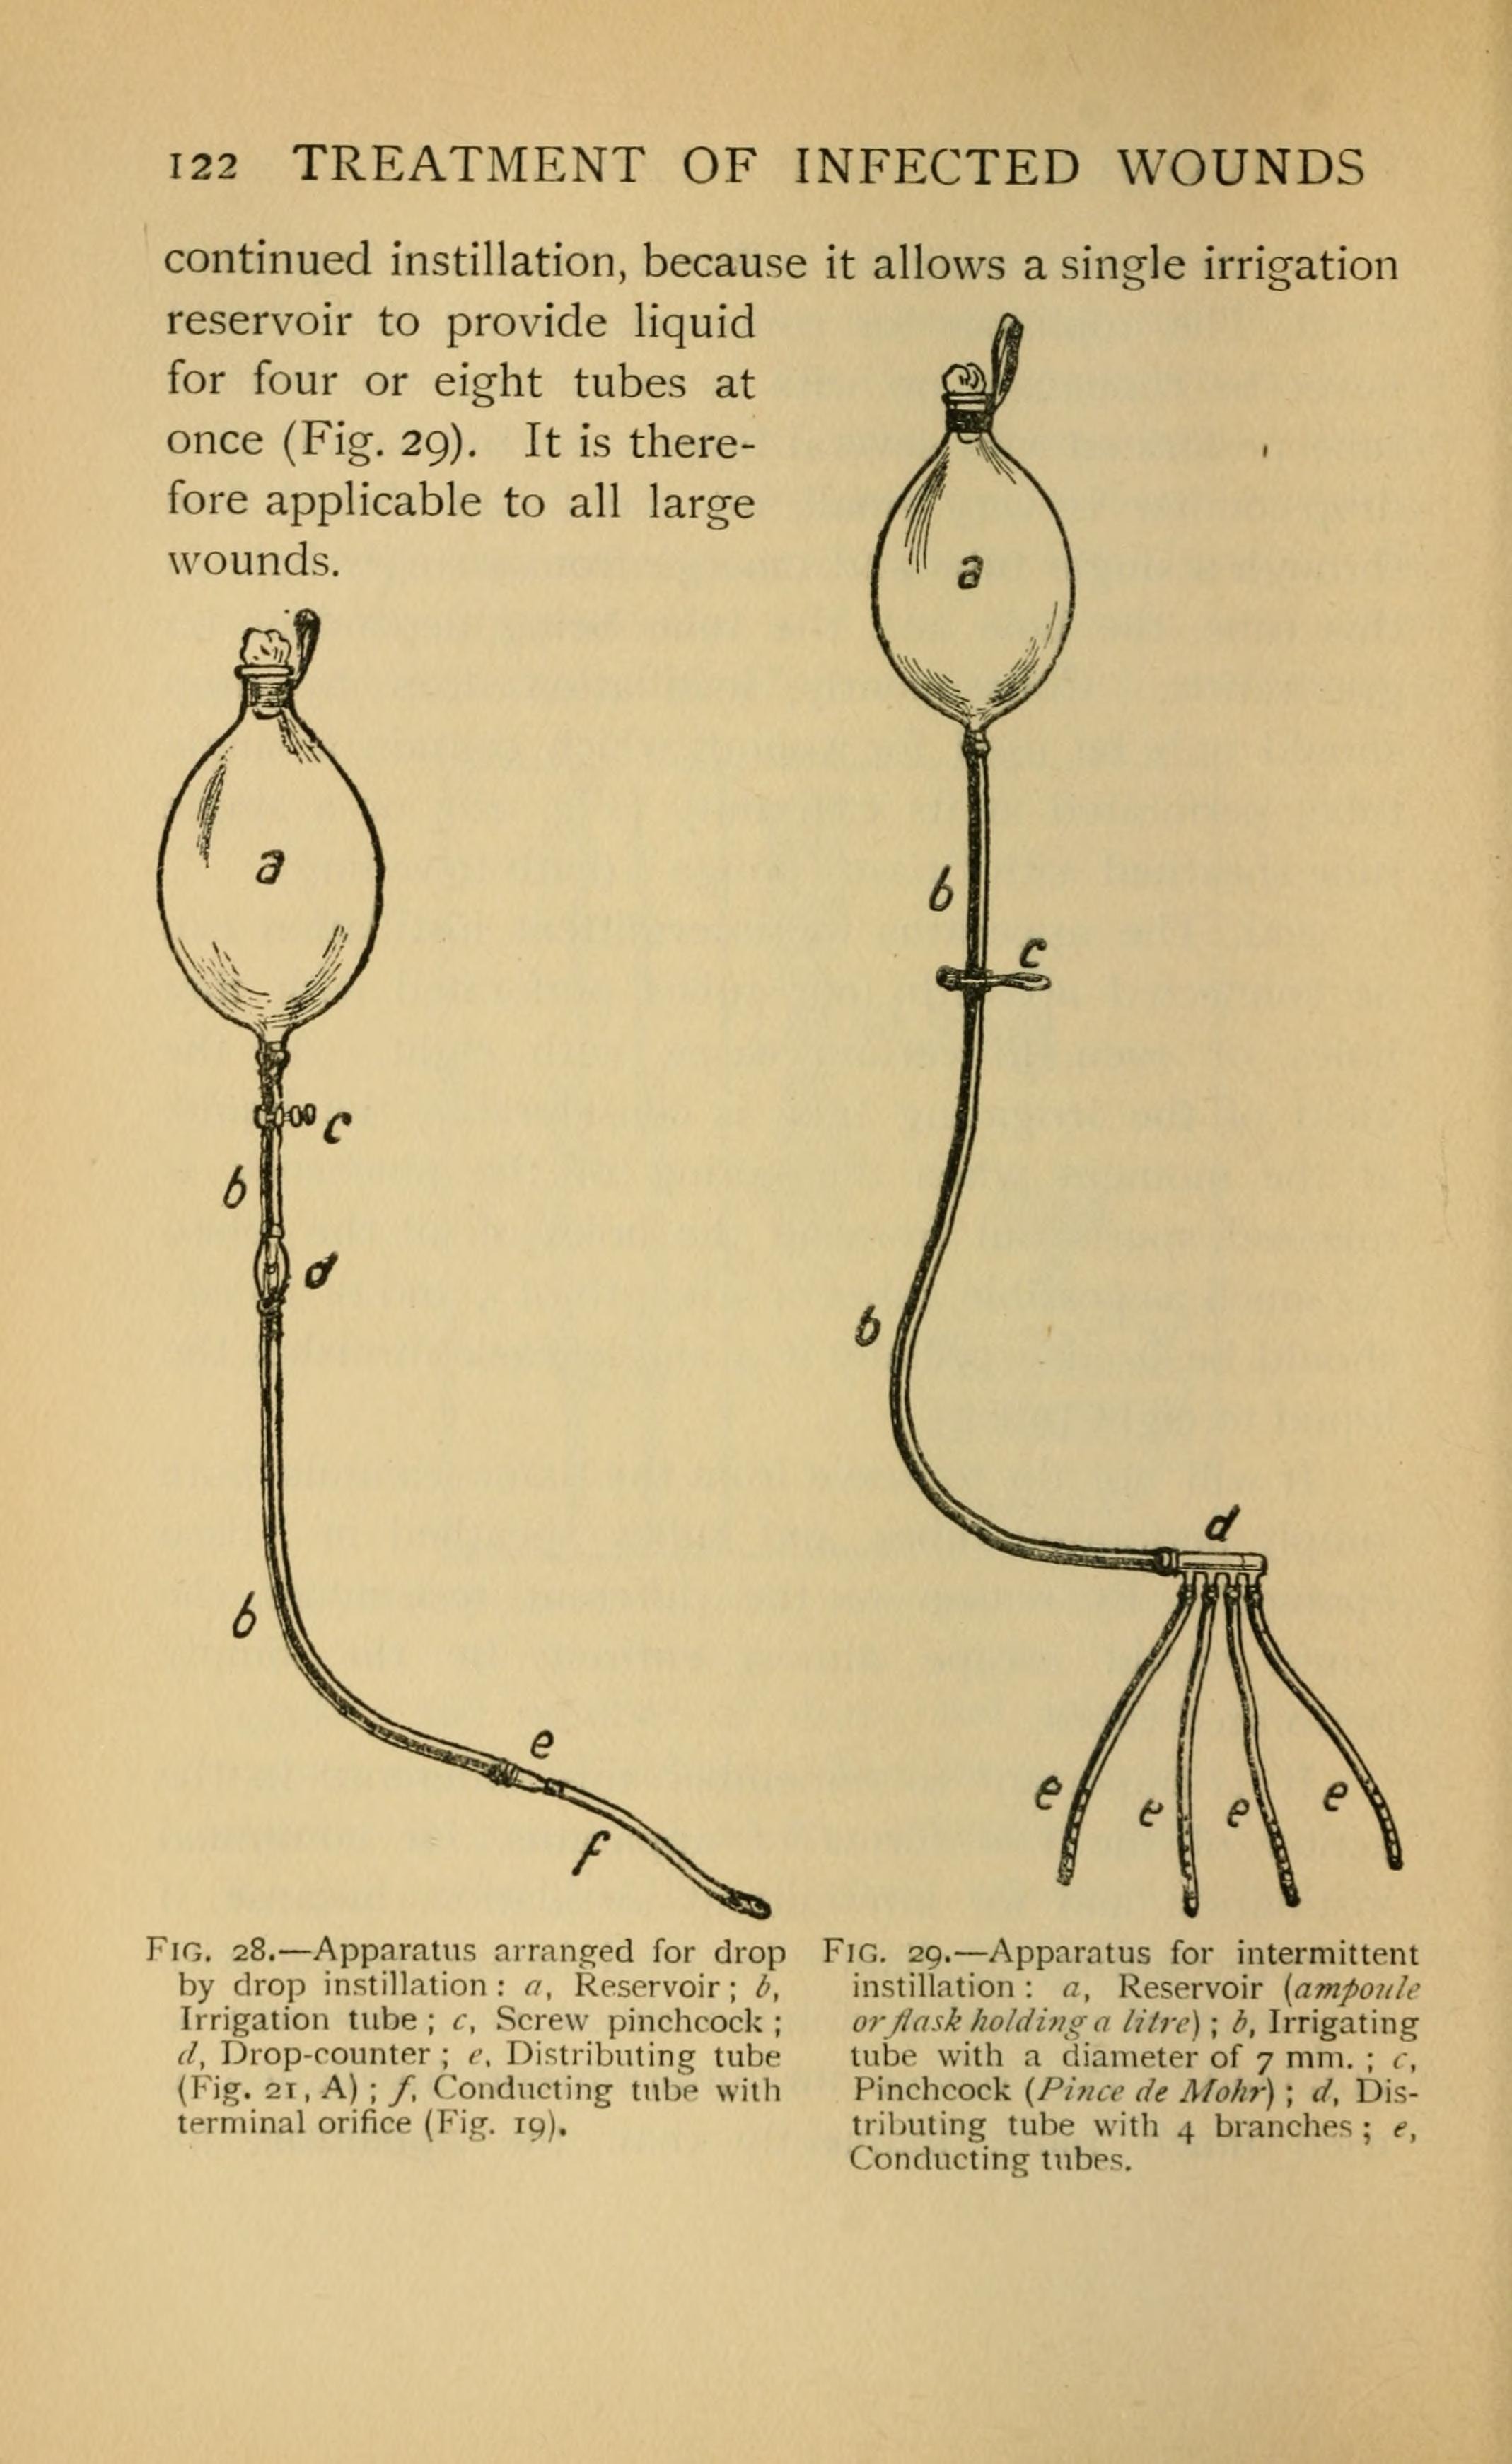 122 TREATMENT OF INFECTED WOUNDS
continued instillation, because it allows a single irrigation
reservoir to provide liquid
for four or eight tubes at
once (Fig. 29). It is there-
fore applicable to all large
wounds.
a
c
b
d
b
e
f
a
b
c
b
d
e
e
e
e
FIG. 28.—Apparatus arranged for drop
by drop instillation : a, Reservoir ; b,
Irrigation tube ; c, Screw pinchcock ;
d, Drop-counter ; e, Distributing tube
(Fig. 21, A) ; f, Conducting tube with
terminal orifice (Fig. 19).
FIG. 29.—Apparatus for intermittent
instillation : a, Reservoir (ampoule
or flask holding a litre) ; b, Irrigating
tube with a diameter of 7 mm. ; c,
Pinchcock (Pince de Mohr) ; d, Dis-
tributing tube with 4 branches ; e,
Conducting tubes.